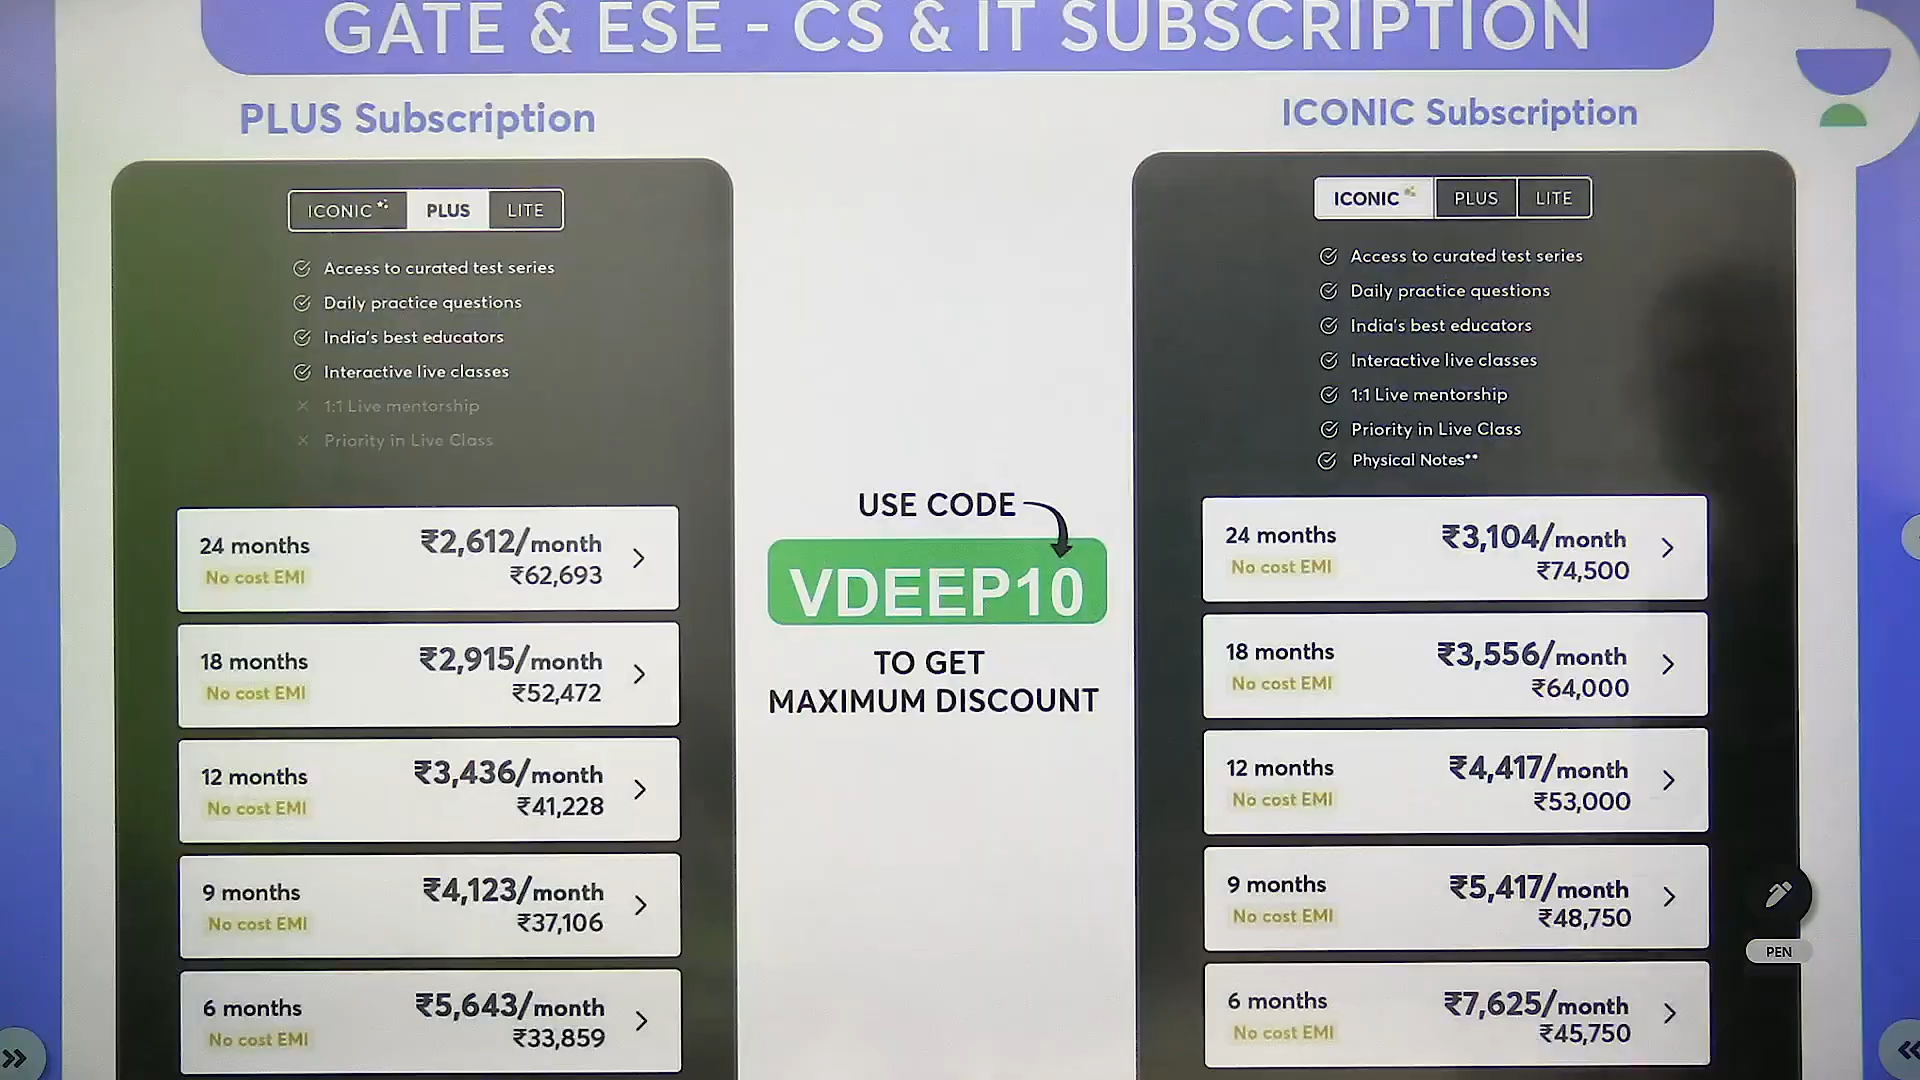 GATE & ESE - CS & IT SUBSCRIPTION
PLUS Subscription
ICONIC PLUS LITE
Access to curated test series
Daily practice questions
India's best educators
Interactive live classes
1:1 Live mentorship
Priority in Live Class
24 months ₹2,612/month
No cost EMI ₹62,693
18 months ₹2,915/month
No cost EMI ₹52,472
12 months ₹3,436/month
No cost EMI ₹41,228
9 months ₹4,123/month
No cost EMI ₹37,106
6 months ₹5,643/month
No cost EMI ₹33,859
USE CODE
VDEEP10
TO GET
MAXIMUM DISCOUNT
ICONIC Subscription
ICONIC PLUS LITE
Access to curated test series
Daily practice questions
India's best educators
Interactive live classes
1:1 Live mentorship
Priority in Live Class
Physical Notes**
24 months ₹3,104/month
No cost EMI ₹74,500
18 months ₹3,556/month
No cost EMI ₹64,000
12 months ₹4,417/month
No cost EMI ₹53,000
9 months ₹5,417/month
No cost EMI ₹48,750
6 months ₹7,625/month
No cost EMI ₹45,750
PEN